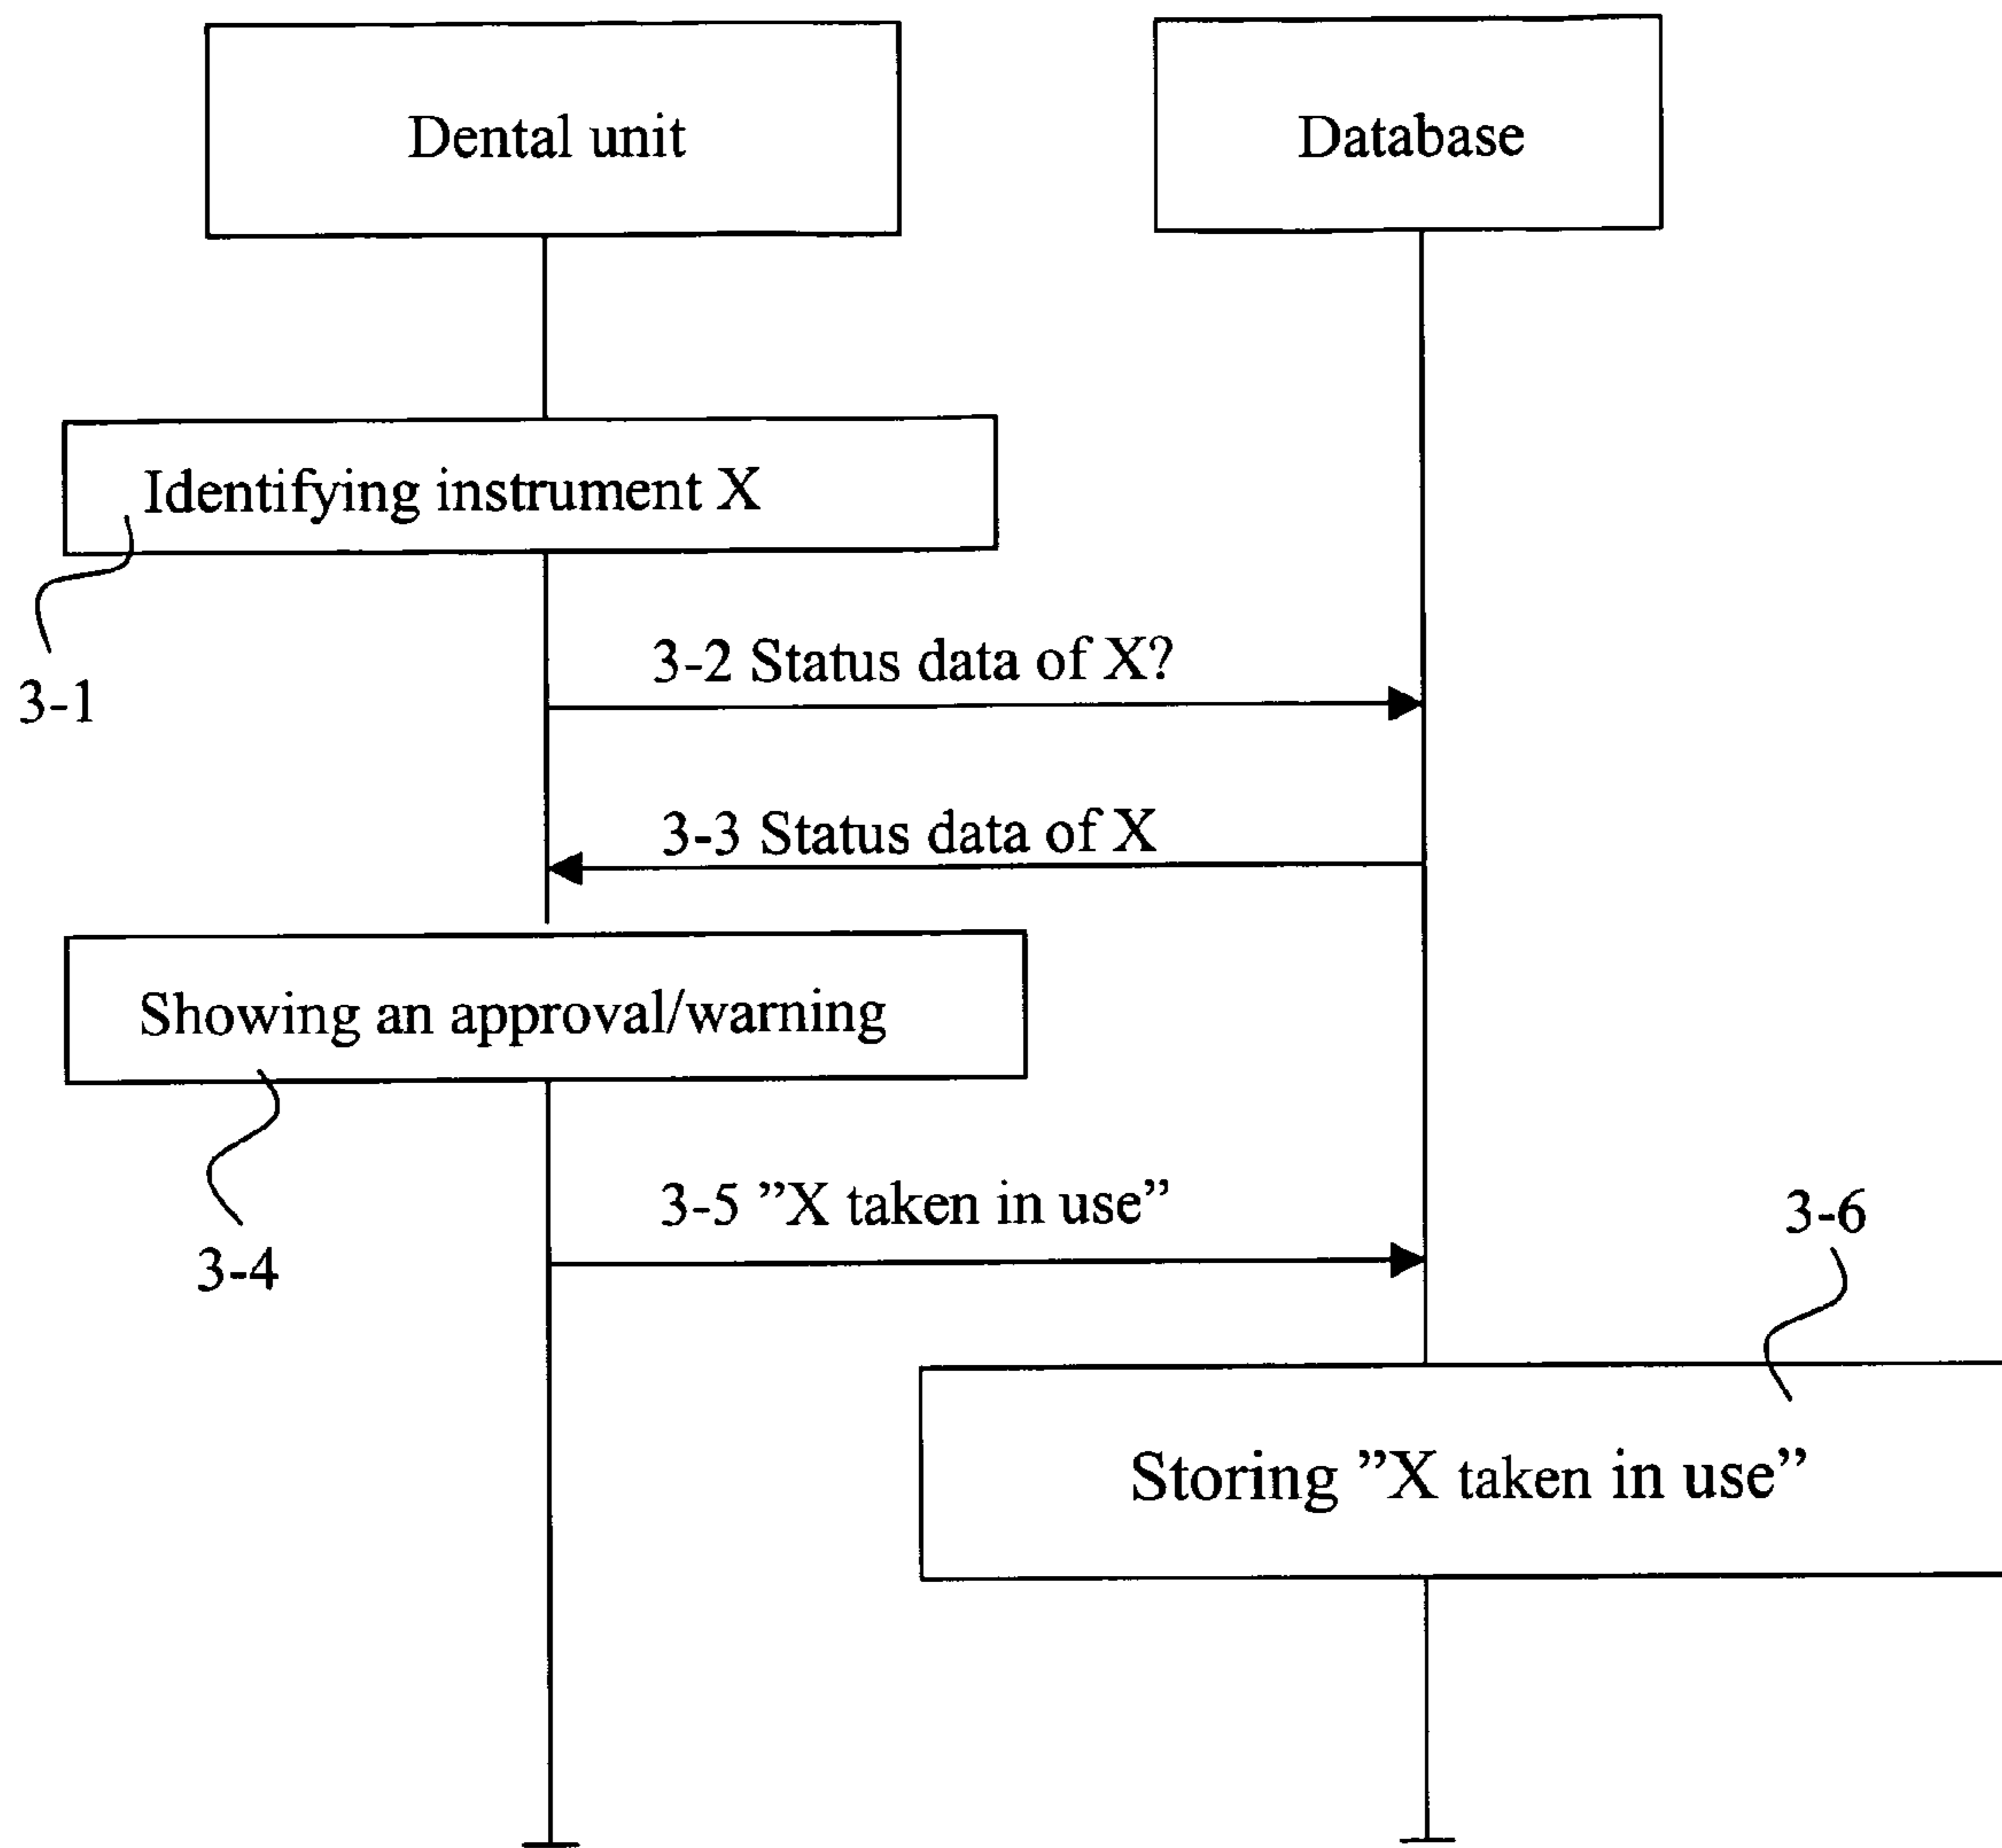 Dental unit
Database
Identifying instrument X
3-1
3-2 Status data of X?
3-3 Status data of X
Showing an approval/warning
3-4
3-5 ”X taken in use”
3-6
Storing ”X taken in use”